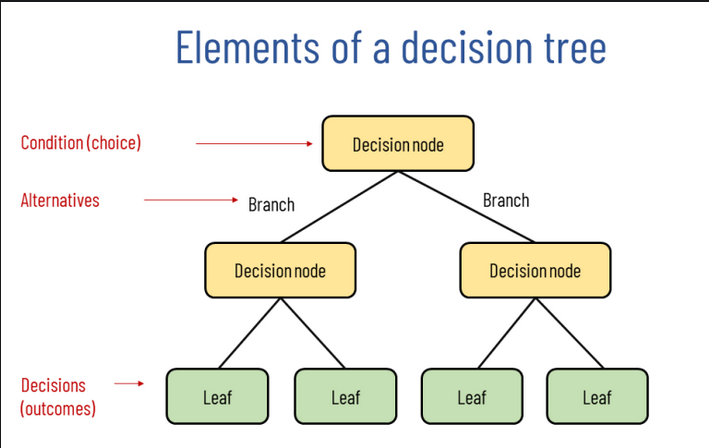 Elements of a decision tree
Condition (choice)
Decision node
Alternatives
Branch
Branch
Decision node
Decision node
Decisions
(outcomes)
Leaf
Leaf
Leaf
Leaf